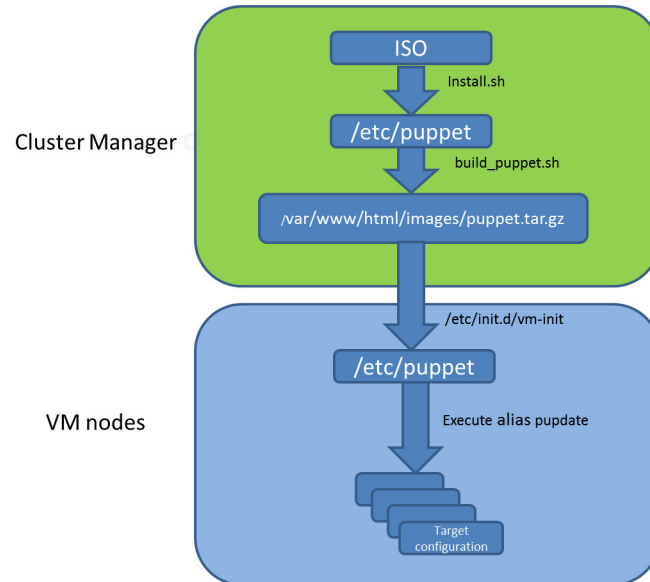 ISO
Install.sh
Cluster Manager
/etc/puppet
build_puppet.sh
/var/www/html/images/puppet.tar.gz
/etc/init.d/vm-init
/etc/puppet
VM nodes
Execute alias pupdate
Target
configuration